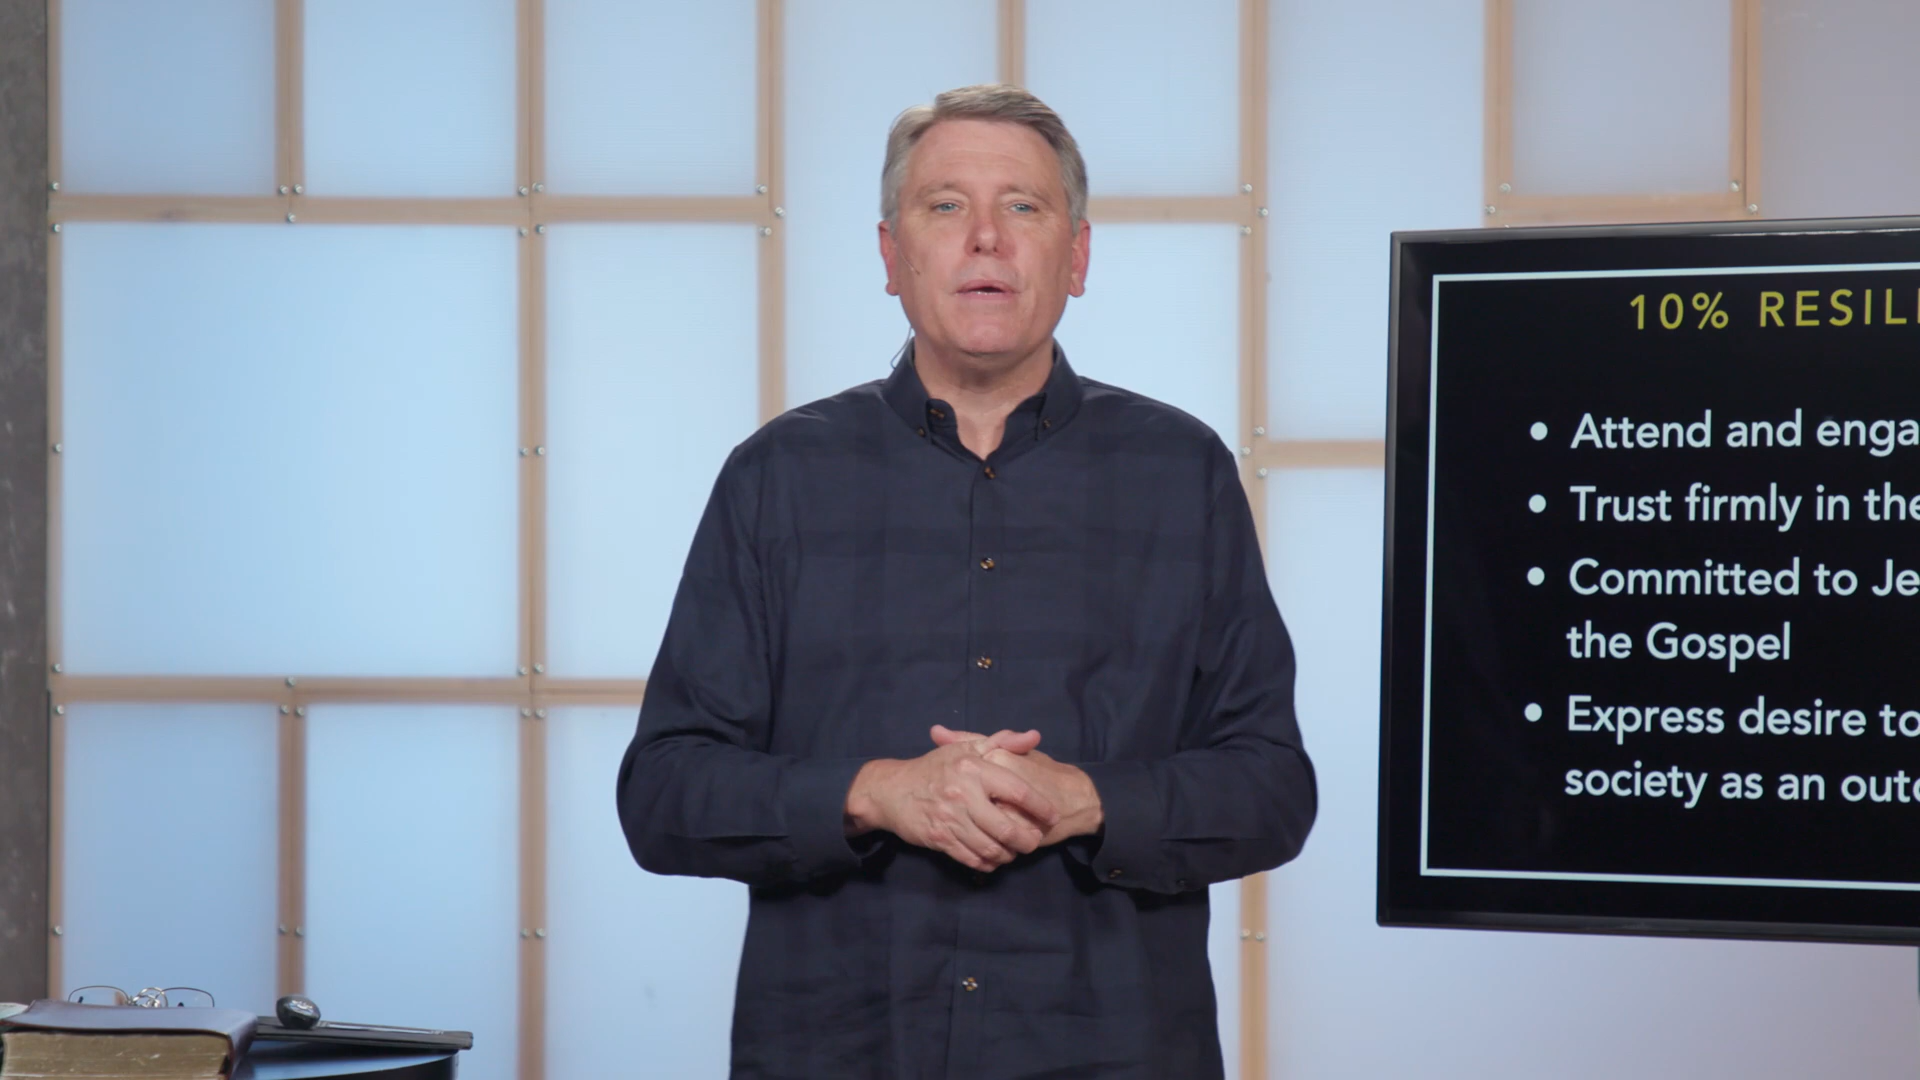 10% RESIL
• Attend and enga
• Trust firmly in the
• Committed to Je
the Gospel
• Express desire to
society as an outc